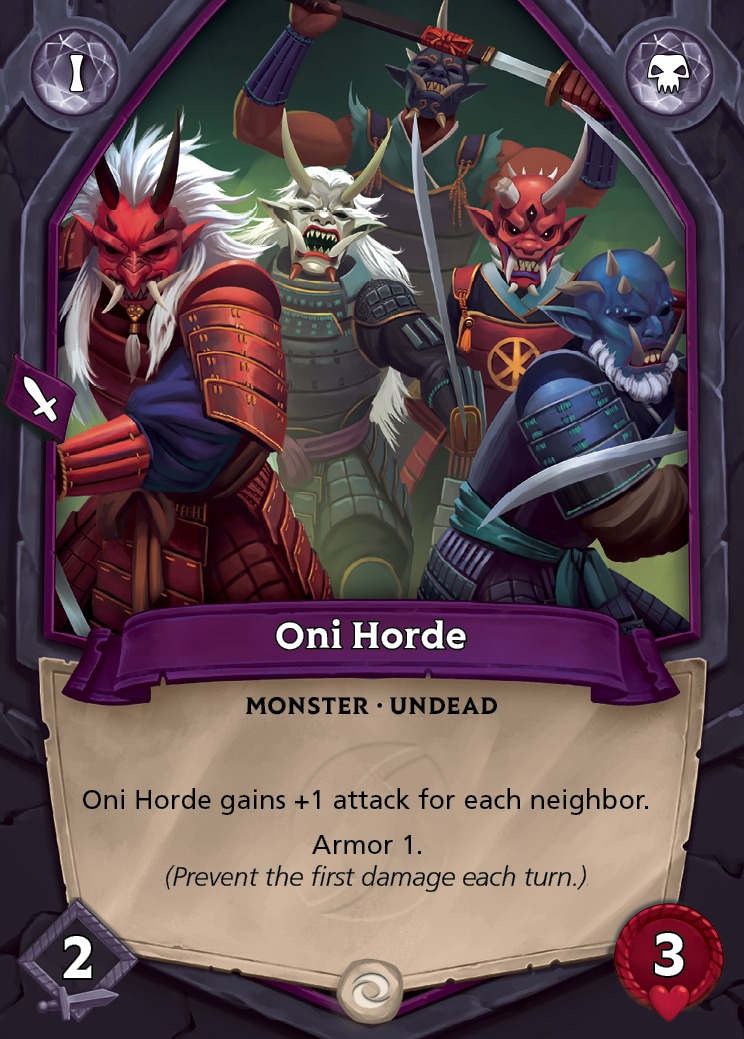 I
Oni Horde
MONSTER · UNDEAD
Oni Horde gains +1 attack for each neighbor.
Armor 1.
(Prevent the first damage each turn.)
2
3